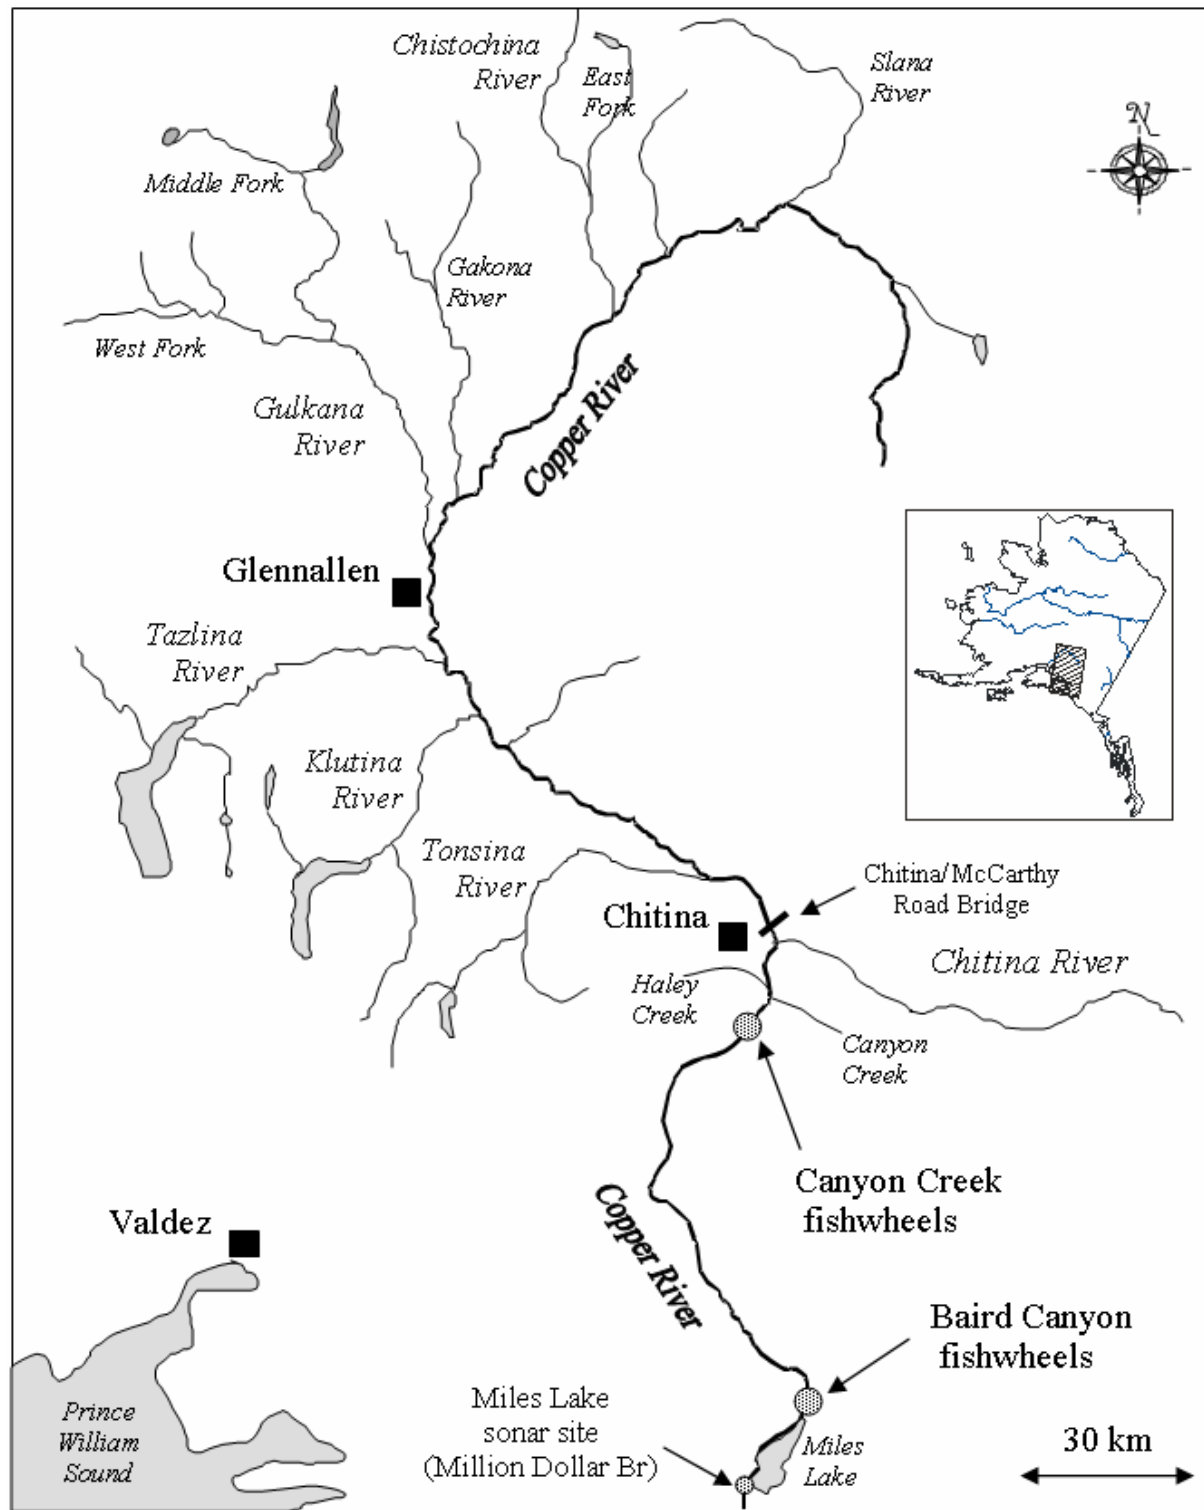 Chistochina
River
East
Fork
Slana
River
N
Middle Fork
Gakona
River
West Fork
Gulkana
River
Copper River
Glennallen
Tazlina
River
Klutina
River
Tonsina
River
Chitina/McCarthy
Road Bridge
Chitina
Chitina River
Haley
Creek
Canyon
Creek
Canyon Creek
fishwheels
Copper River
Valdez
Baird Canyon
fishwheels
Miles Lake
sonar site
(Million Dollar Br)
Prince
William
Sound
Miles
Lake
30 km